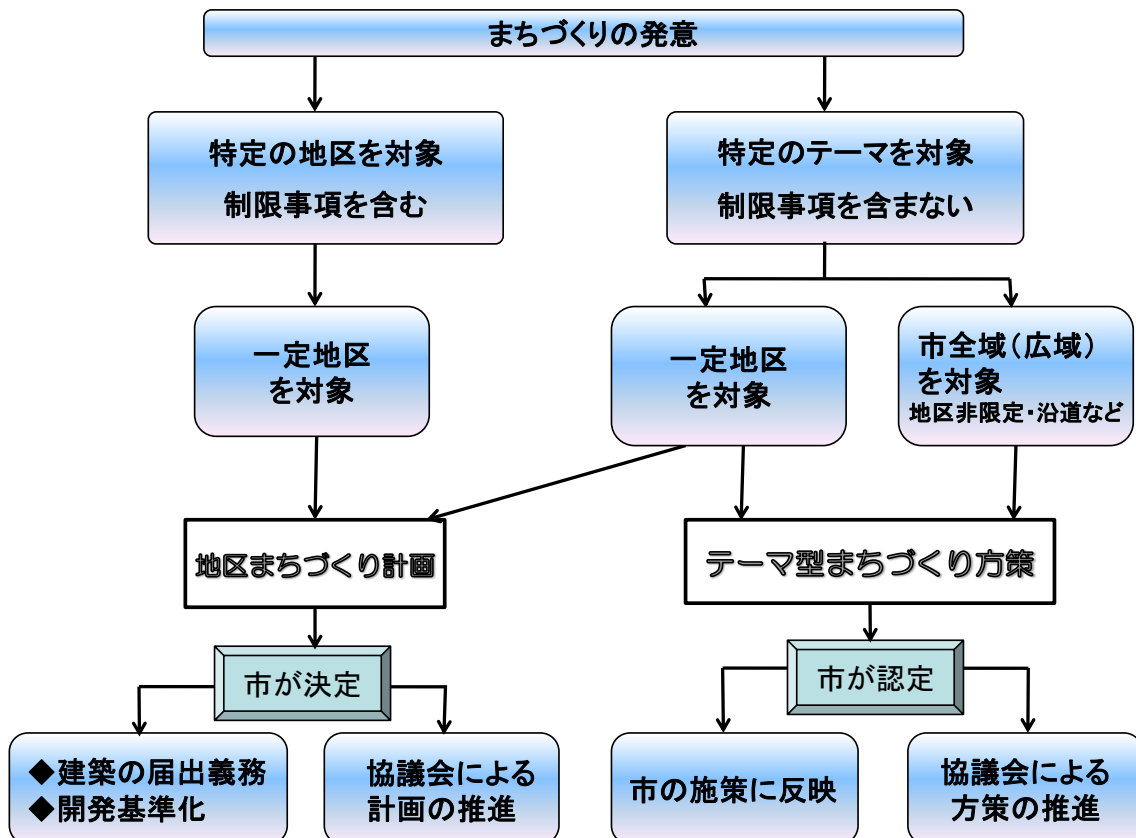 まちづくりの発意
特定の地区を対象
制限事項を含む
特定のテーマを対象
制限事項を含まない
一定地区
を対象
一定地区
を対象
市全域（広域）
を対象
地区非限定・沿道など
地区まちづくり計画
テーマ型まちづくり方策
市が決定
市が認定
◆建築の届出義務
◆開発基準化
協議会による
計画の推進
市の施策に反映
協議会による
方策の推進